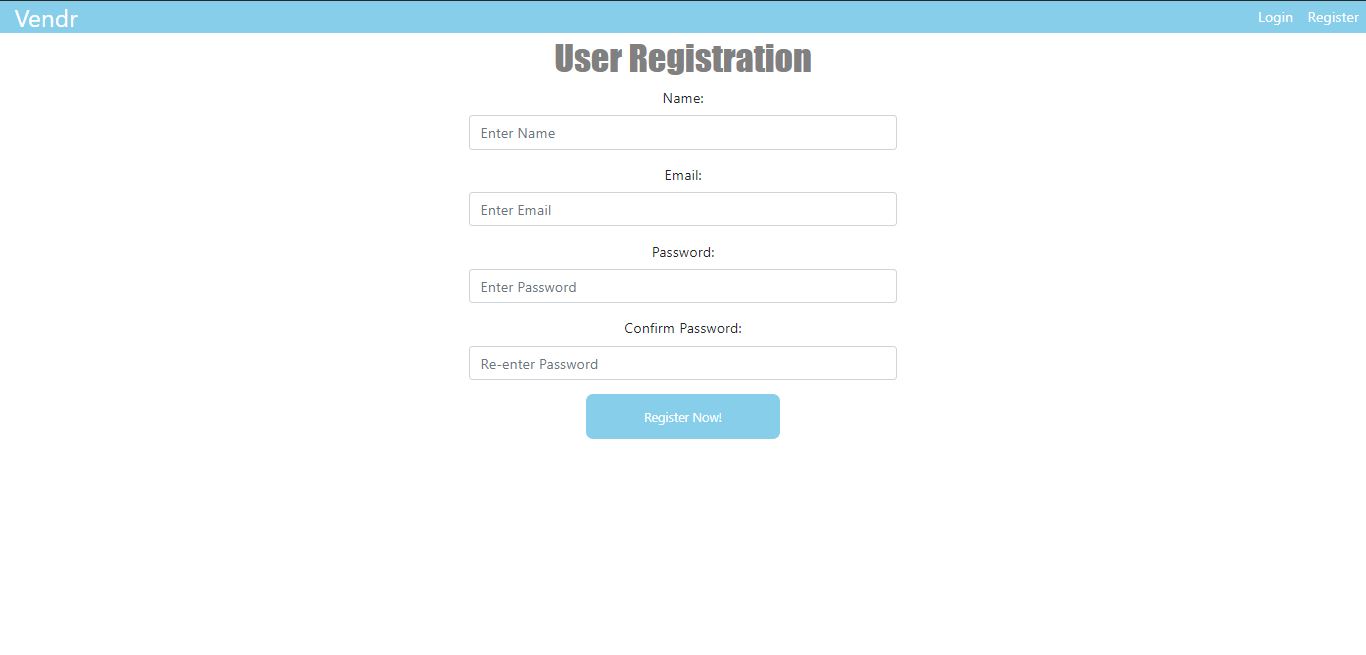 Vendr Login Register
User Registration
Name:
Enter Name
Email:
Enter Email
Password:
Enter Password
Confirm Password:
Re-enter Password
Register Now!